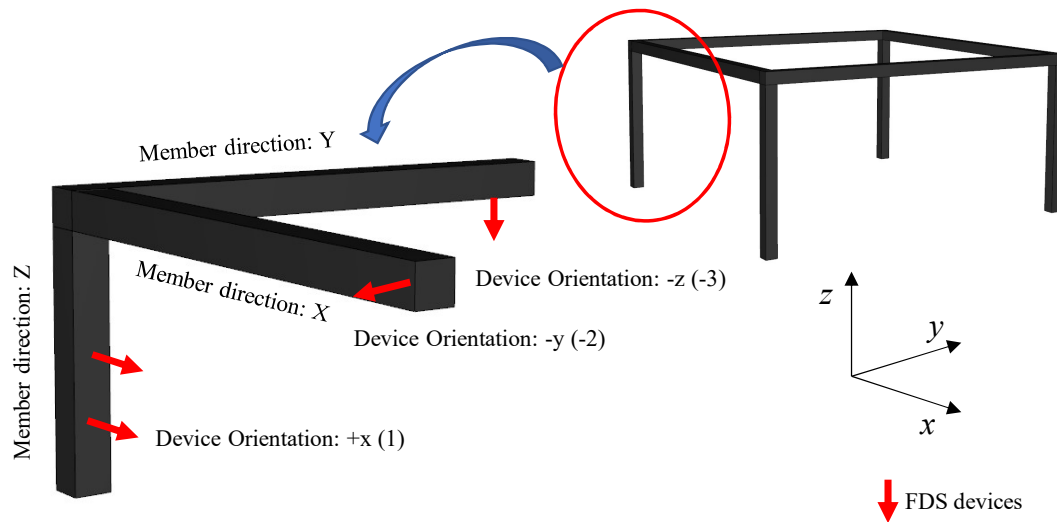 Member direction: Y
Member direction: Z
Member direction: X
Device Orientation: -z (-3)
Device Orientation: -y (-2)
Device Orientation: +x (1)
z
y
x
FDS devices